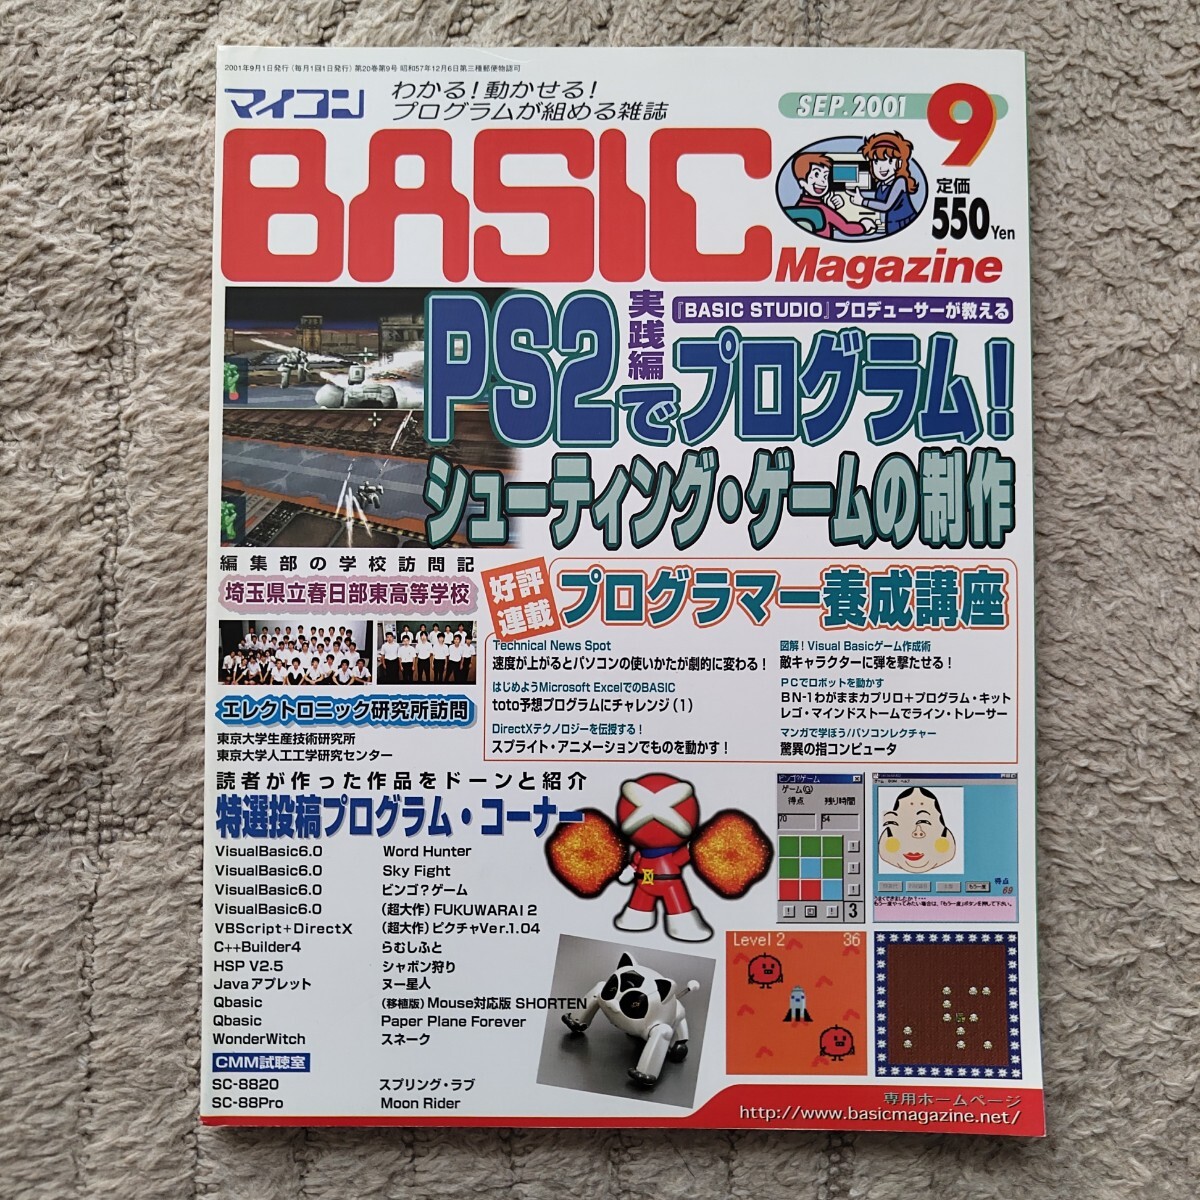 2001年9月1日発行(毎月1回1日発行)第20巻第9号 昭和57年12月6日第三種郵便物認可
マイコン
わかる!動かせる!
プログラムが組める雑誌
SEP.2001 9
BASIC
Magazine
定価
550Yen
『BASIC STUDIO』プロデューサーが教える
実践編
PS2でプログラム!
シューティング・ゲームの制作
編集部の学校訪問記
埼玉県立春日部東高等学校
エレクトロニック研究所訪問
東京大学生産技術研究所
東京大学人工工学研究センター
好評連載
プログラマー養成講座
Technical News Spot
速度が上がるとパソコンの使いかたが劇的に変わる!
はじめようMicrosoft ExcelでのBASIC
toto予想プログラムにチャレンジ(1)
DirectXテクノロジーを伝授する!
スプライト・アニメーションでものを動かす!
図解!Visual Basicゲーム作成術
敵キャラクターに弾を撃たせる!
PCでロボットを動かす
BN-1わがままカプリロ+プログラム・キット
レゴ・マインドストームでライン・トレーサー
マンガで学ぼう/パソコンレクチャー
驚異の指コンピュータ
読者が作った作品をドーンと紹介
特選投稿プログラム・コーナー
VisualBasic6.0 Word Hunter
VisualBasic6.0 Sky Fight
VisualBasic6.0 ビンゴ?ゲーム
VisualBasic6.0 (超大作)FUKUWARAI2
VBScript+DirectX (超大作)ピクチャVer.1.04
C++Builder4 らむしふと
HSP V2.5 シャボン狩り
Javaアプレット ヌー星人
Qbasic (移植版)Mouse対応版 SHORTEN
Qbasic Paper Plane Forever
WonderWitch スネーク
CMM試聴室
SC-8820 スプリング・ラブ
SC-88Pro Moon Rider
ビンゴ?ゲーム
ゲーム(G)
得点 残り時間
70 54
3
得点
69
もう一度
Level 2 36
専用ホームページ
http://www.basicmagazine.net/